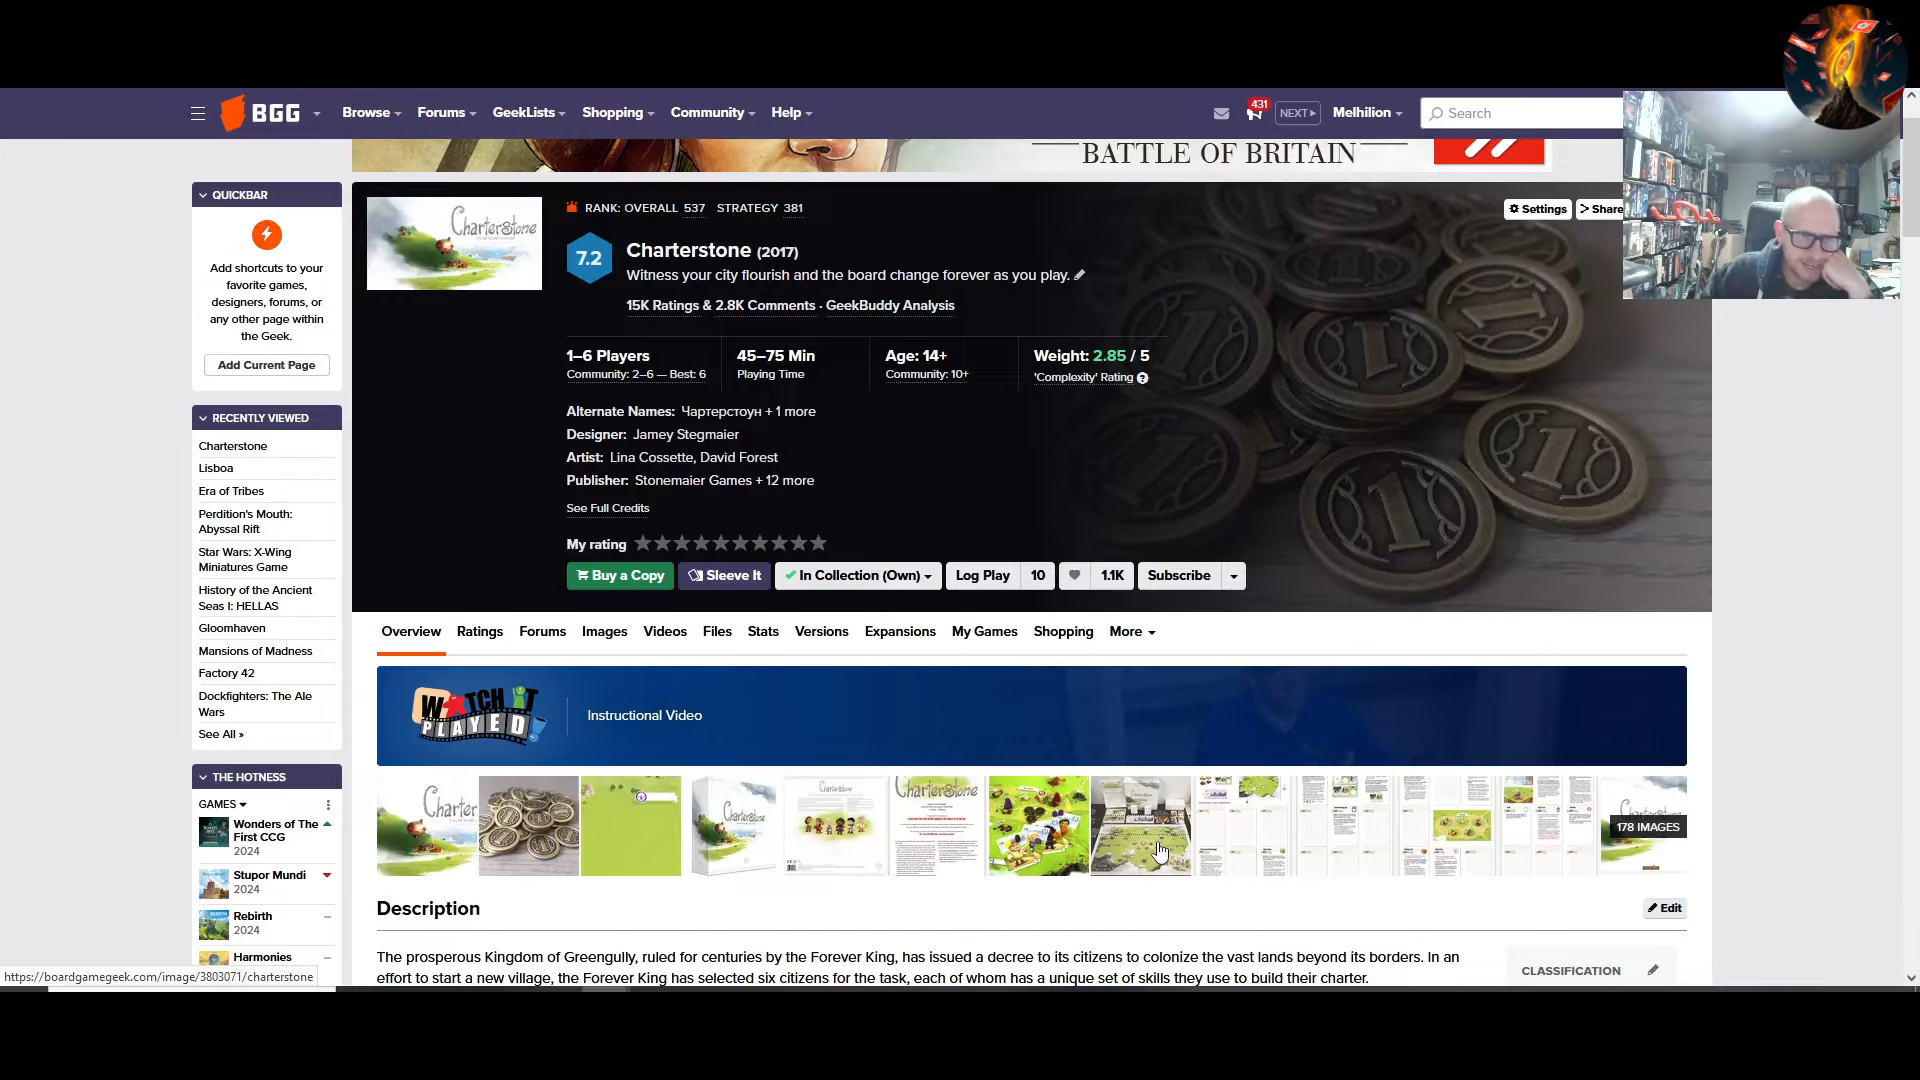 BGG
Browse
Forums
GeekLists
Shopping
Community
Help
431
NEXT
Melhilion
Search
BATTLE OF BRITAIN
QUICKBAR
Add shortcuts to your
favorite games,
designers, forums, or
any other page within
the Geek.
Add Current Page
RECENTLY VIEWED
Charterstone
Lisboa
Era of Tribes
Perdition's Mouth:
Abyssal Rift
Star Wars: X-Wing
Miniatures Game
History of the Ancient
Seas I: HELLAS
Gloomhaven
Mansions of Madness
Factory 42
Dockfighters: The Ale
Wars
See All »
THE HOTNESS
GAMES
Wonders of The
First CCG
2024
Stupor Mundi
2024
Rebirth
2024
Harmonies
https://boardgamegeek.com/image/3803071/charterstone
Charterstone
RANK: OVERALL 537 STRATEGY 381
Settings
Share
7.2
Charterstone (2017)
Witness your city flourish and the board change forever as you play.
15K Ratings & 2.8K Comments · GeekBuddy Analysis
1–6 Players
Community: 2–6 — Best: 6
45–75 Min
Playing Time
Age: 14+
Community: 10+
Weight: 2.85 / 5
'Complexity' Rating
Alternate Names: Чартерстоун + 1 more
Designer: Jamey Stegmaier
Artist: Lina Cossette, David Forest
Publisher: Stonemaier Games + 12 more
See Full Credits
My rating
Buy a Copy
Sleeve It
In Collection (Own)
Log Play
10
1.1K
Subscribe
Overview
Ratings
Forums
Images
Videos
Files
Stats
Versions
Expansions
My Games
Shopping
More
WATCH IT
PLAYED
Instructional Video
Charter
Charterstone
Charterstone
178 IMAGES
Description
Edit
The prosperous Kingdom of Greengully, ruled for centuries by the Forever King, has issued a decree to its citizens to colonize the vast lands beyond its borders. In an
effort to start a new village, the Forever King has selected six citizens for the task, each of whom has a unique set of skills they use to build their charter.
CLASSIFICATION